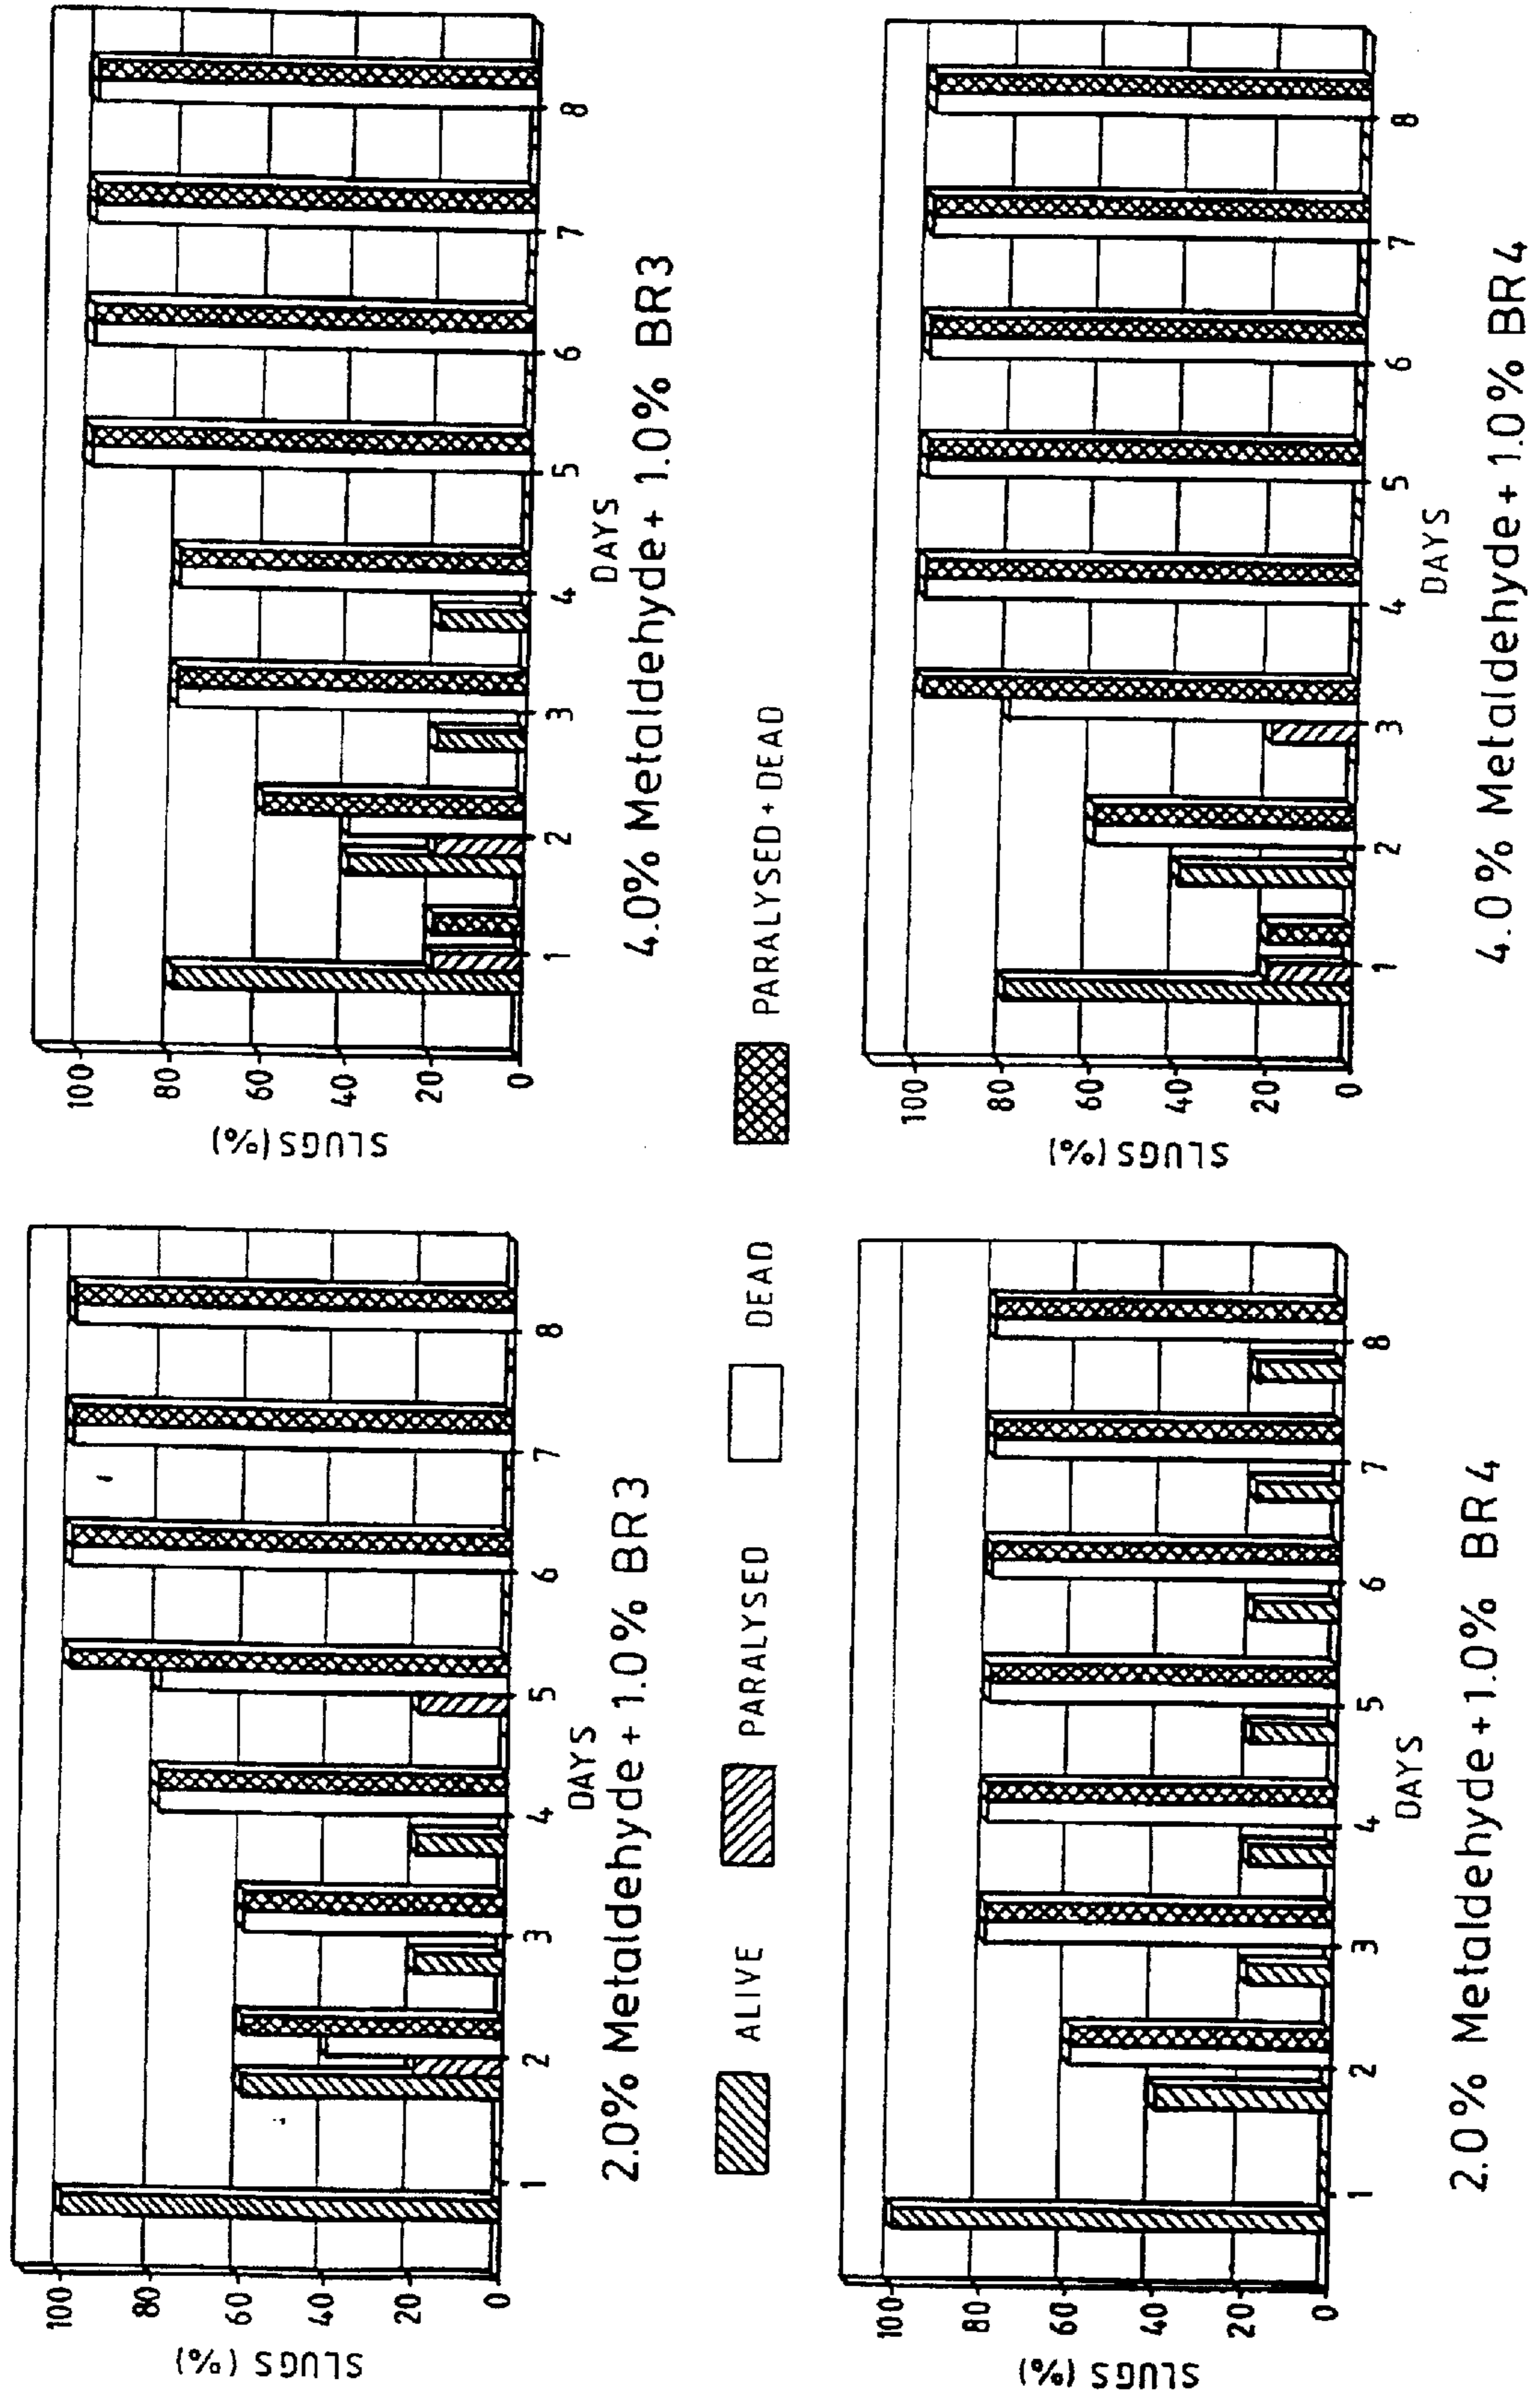 SLUGS (%)
100
80
60
40
20
0
1 2 3 4 5 6 7 8
DAYS
2.0% Metaldehyde + 1.0% BR3
SLUGS (%)
100
80
60
40
20
0
1 2 3 4 5 6 7 8
DAYS
4.0% Metaldehyde + 1.0% BR3
ALIVE PARALYSED DEAD PARALYSED + DEAD
SLUGS (%)
100
80
60
40
20
0
1 2 3 4 5 6 7 8
DAYS
2.0% Metaldehyde + 1.0% BR4
SLUGS (%)
100
80
60
40
20
0
1 2 3 4 5 6 7 8
DAYS
4.0% Metaldehyde + 1.0% BR4